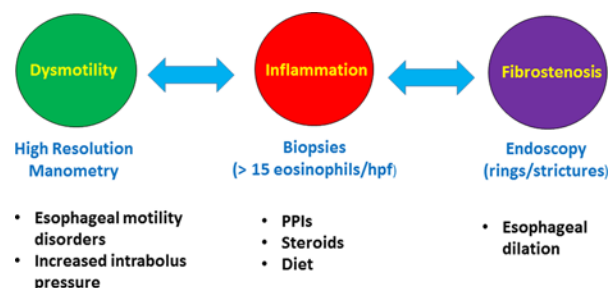 Dysmotility
Inflammation
Fibrostenosis
High Resolution
Manometry
Biopsies
(> 15 eosinophils/hpf)
Endoscopy
(rings/strictures)
• Esophageal motility
disorders
• Increased intrabolus
pressure
• PPIs
• Steroids
• Diet
• Esophageal
dilation